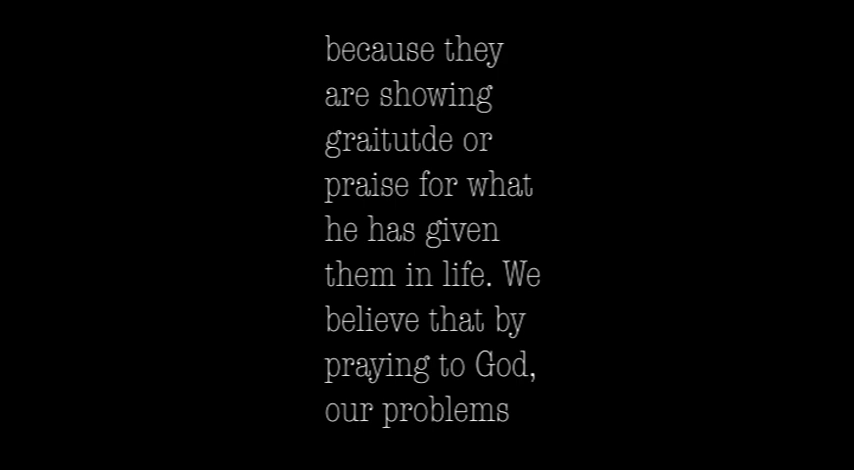 because they
are showing
graitutde or
praise for what
he has given
them in life. We
believe that by
praying to God,
our problems